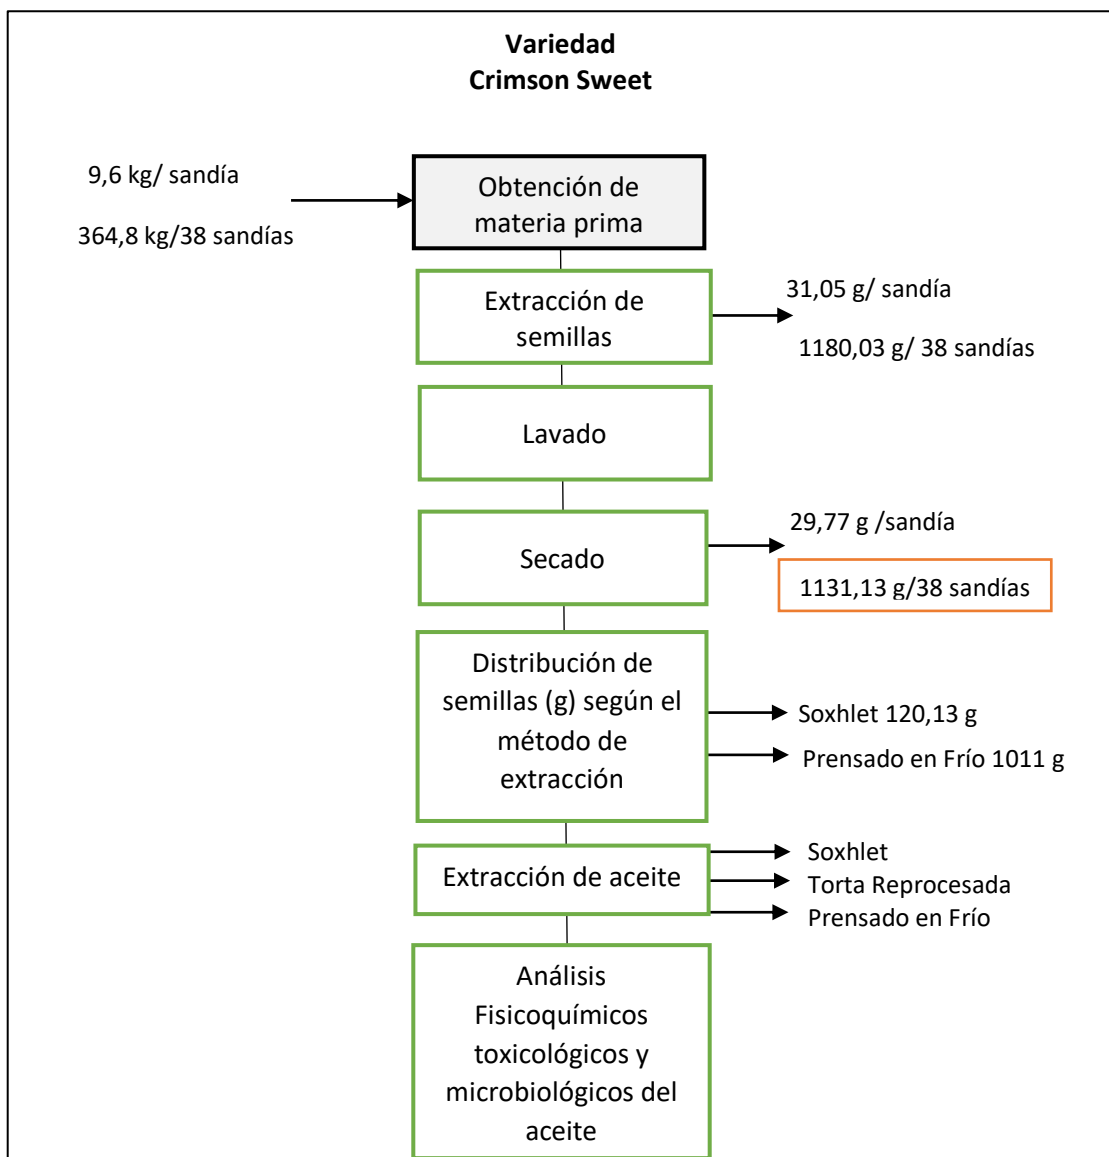 Variedad
Crimson Sweet
9,6 kg/ sandía
364,8 kg/38 sandías
Obtención de
materia prima
Extracción de
semillas
31,05 g/ sandía
1180,03 g/ 38 sandías
Lavado
Secado
29,77 g /sandía
1131,13 g/38 sandías
Distribución de
semillas (g) según el
método de
extracción
Soxhlet 120,13 g
Prensado en Frío 1011 g
Extracción de aceite
Soxhlet
Torta Reprocesada
Prensado en Frío
Análisis
Fisicoquímicos
toxicológicos y
microbiológicos del
aceite